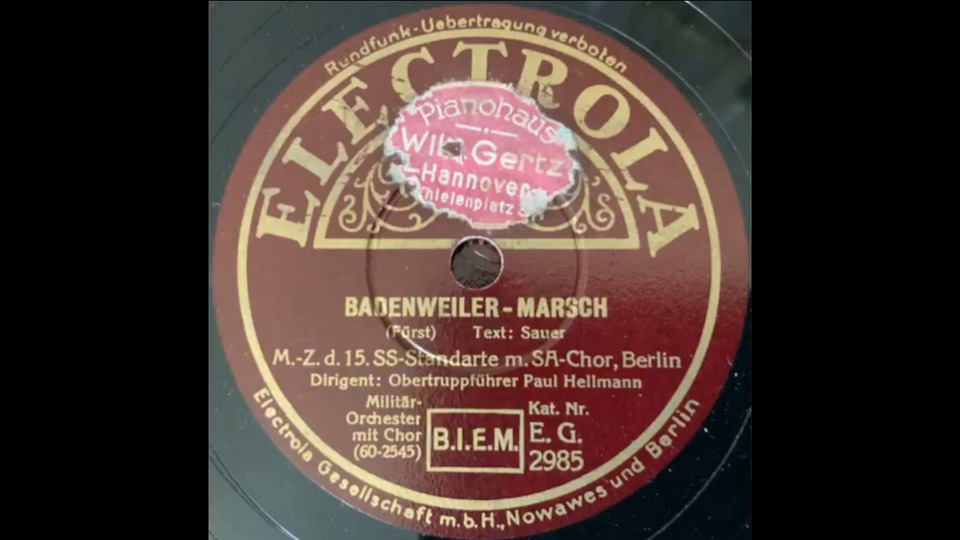 Rundfunk-Uebertragung verboten
ELECTROLA
Pianohaus
Wilh. Gertz
Hannover
BADENWEILER-MARSCH
(Fürst) Text: Sauer
M.-Z. d. 15. SS-Standarte m. SA-Chor, Berlin
Dirigent: Obertruppführer Paul Hellmann
Militär-
Orchester
mit Chor
(60-2545)
B.I.E.M.
Kat. Nr.
E. G.
2985
Electrola Gesellschaft m.b.H., Nowawes und Berlin